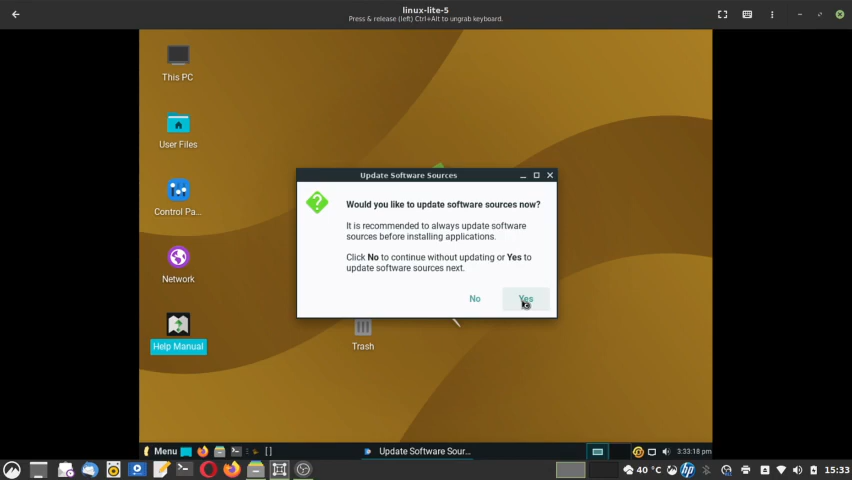 linux-lite-5
Press & release (left) Ctrl+Alt to ungrab keyboard.
This PC
User Files
Control Pa...
Network
Help Manual
Trash
Update Software Sources
Would you like to update software sources now?
It is recommended to always update software
sources before installing applications.
Click No to continue without updating or Yes to
update software sources next.
No
Yes
Menu
Update Software Sour...
3:33:18 pm
40 °C
15:33